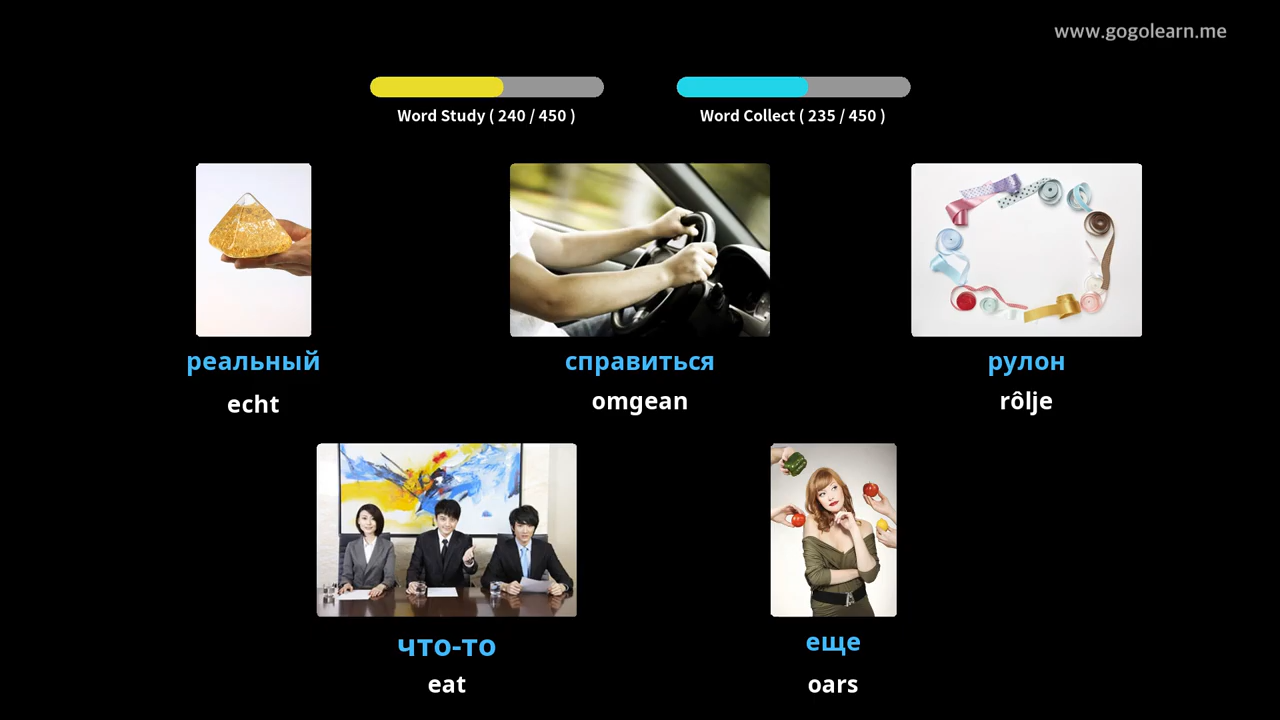 www.gogolearn.me
Word Study ( 240 / 450 )
Word Collect ( 235 / 450 )
реальный
справиться
рулон
echt
omgean
rôlje
что-то
еще
eat
oars